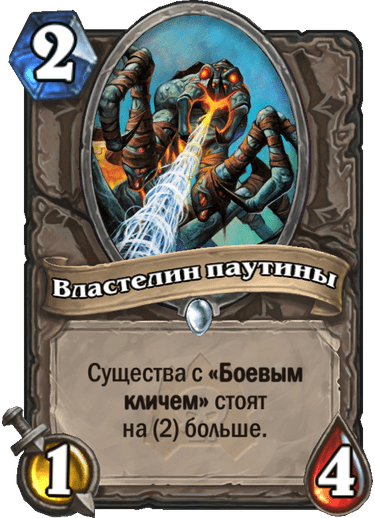 2
Властелин паутины
Существа с «Боевым
кличем» стоят
на (2) больше.
1
4